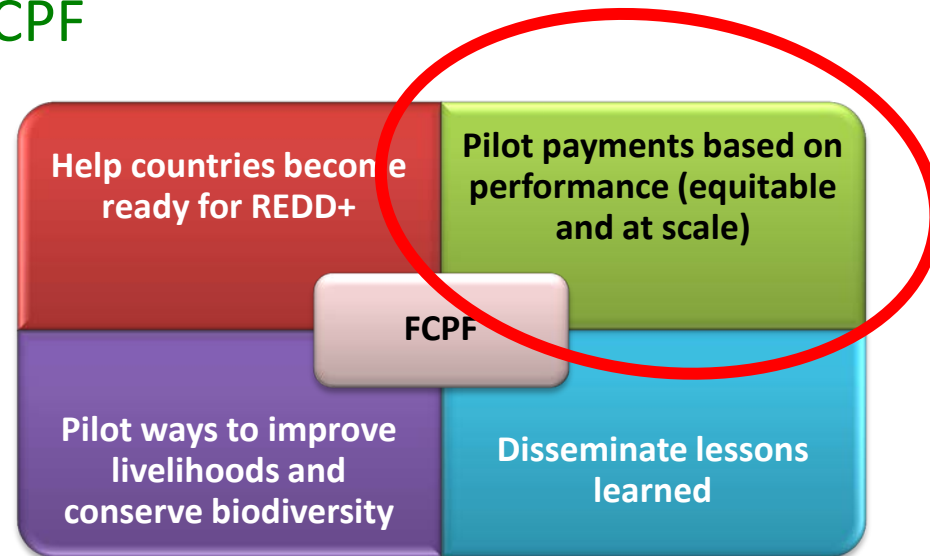 CPF
Help countries become
ready for REDD+
Pilot payments based on
performance (equitable
and at scale)
FCPF
Pilot ways to improve
livelihoods and
conserve biodiversity
Disseminate lessons
learned